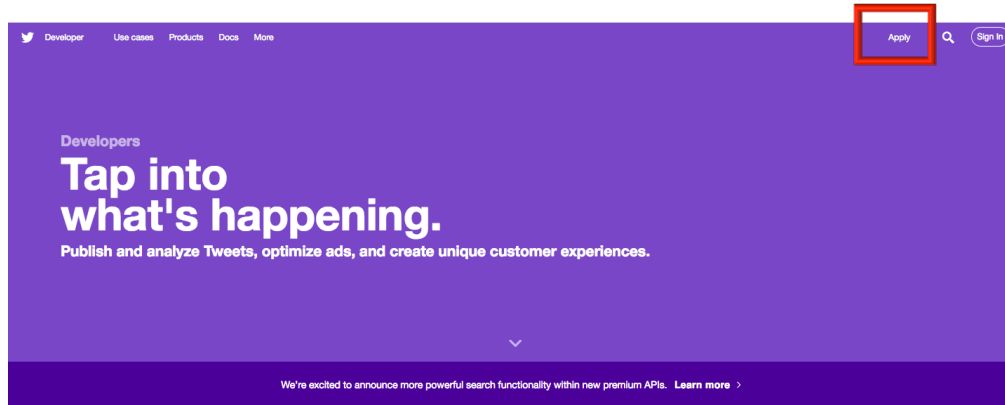 Developer Use cases Products Docs More Apply Sign In
Developers
Tap into
what's happening.
Publish and analyze Tweets, optimize ads, and create unique customer experiences.
We're excited to announce more powerful search functionality within new premium APIs. Learn more >